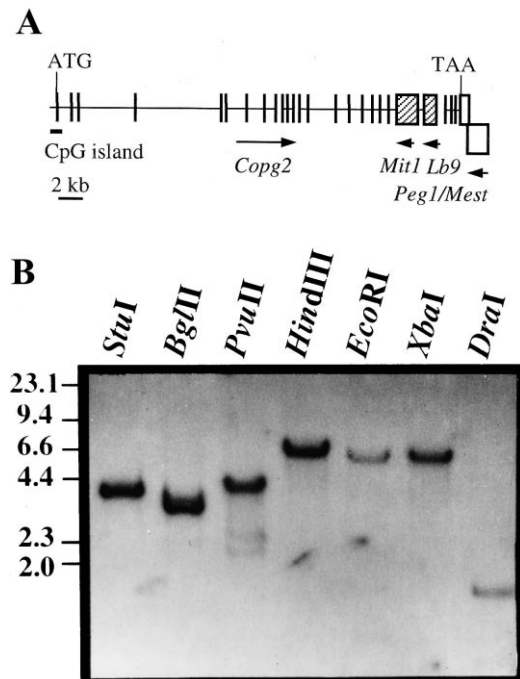 A
ATG
TAA
CpG island
Copg2
Mit1 Lb9
2 kb
Peg1/Mest
B
StuI
BglII
PvuII
HindIII
EcoRI
XbaI
DraI
23.1
9.4
6.6
4.4
2.3
2.0